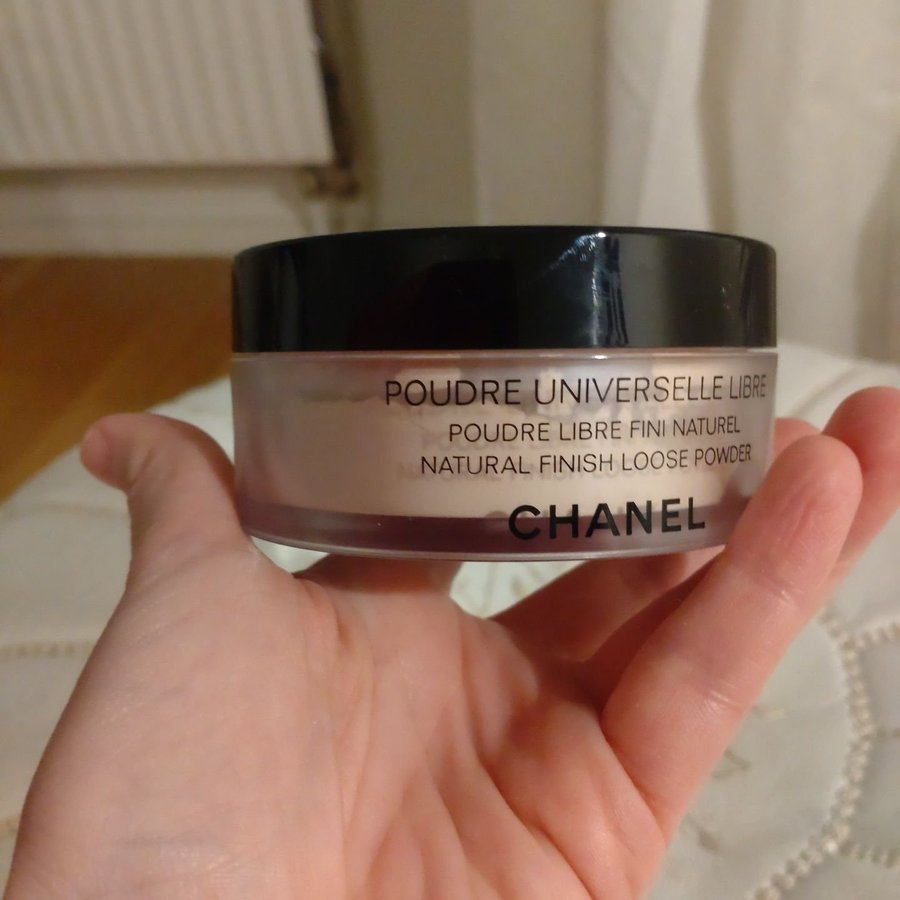 POUDRE UNIVERSELLE LIBRE
POUDRE LIBRE FINI NATUREL
NATURAL FINISH LOOSE POWDER
CHANEL